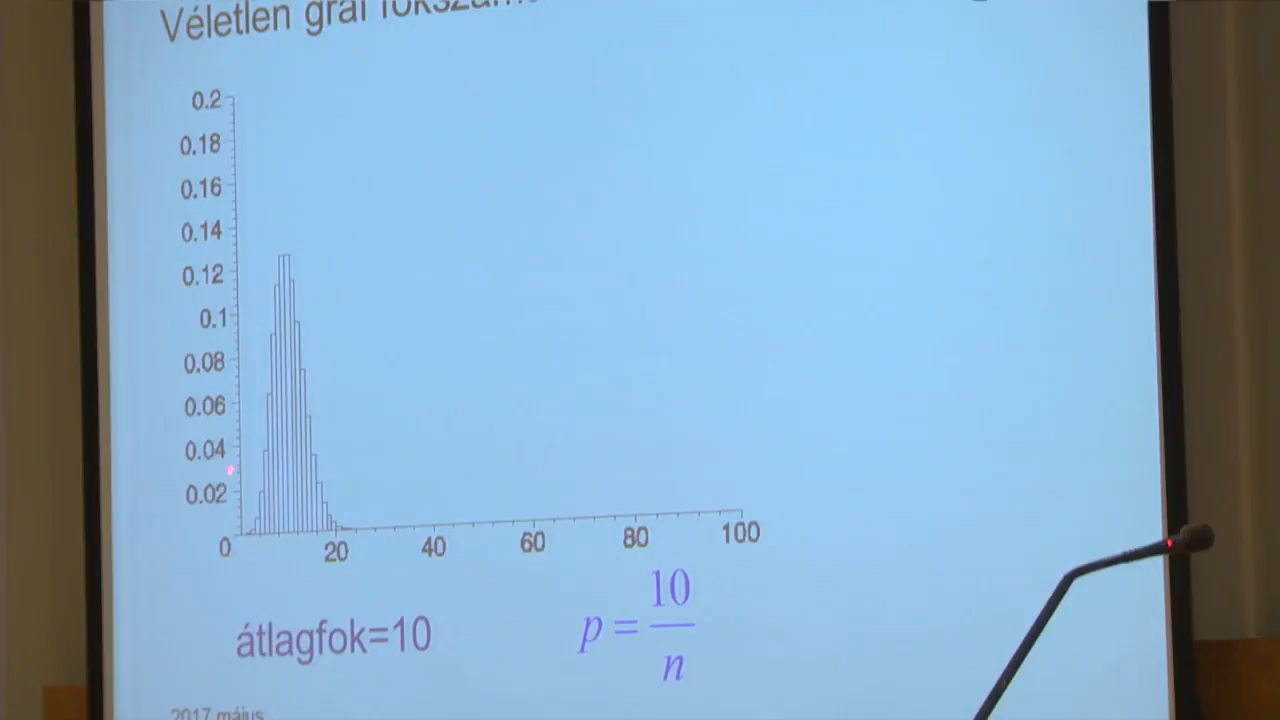 Véletlen gráf
0.2
0.18
0.16
0.14
0.12
0.1
0.08
0.06
0.04
0.02
0 20 40 60 80 100
átlagfok=10
p = 10/n
2017 május